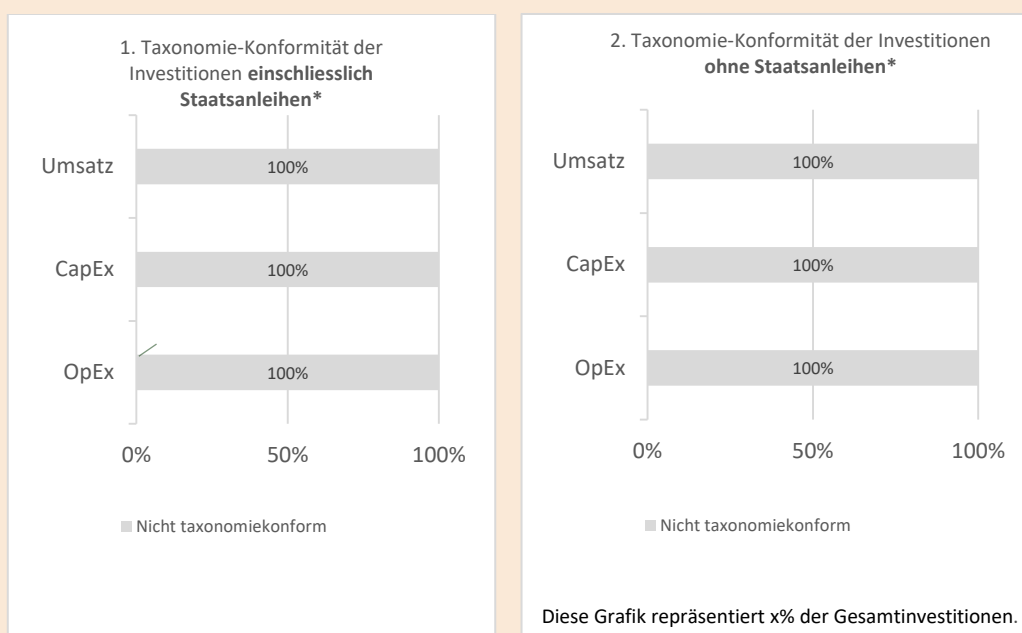 1. Taxonomie-Konformität der
Investitionen einschliesslich
Staatsanleihen*
Umsatz
100%
CapEx
100%
OpEx
100%
0%
50%
100%
Nicht taxonomiekonform
2. Taxonomie-Konformität der Investitionen
ohne Staatsanleihen*
Umsatz
100%
CapEx
100%
OpEx
100%
0%
50%
100%
Nicht taxonomiekonform
Diese Grafik repräsentiert x% der Gesamtinvestitionen.